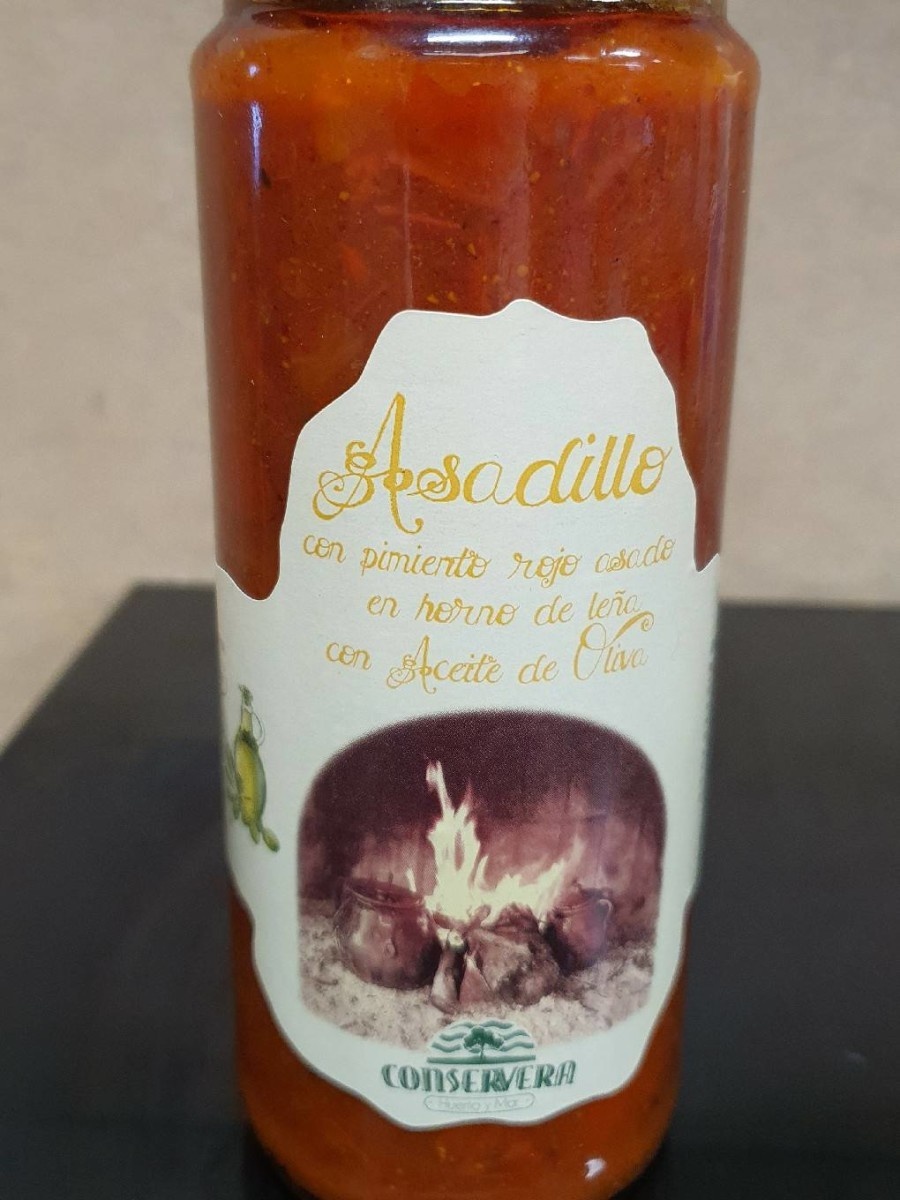 Asadillo
con pimiento rojo asado
en horno de leña
con Aceite de Oliva
CONSERVERA
Huerta y Mar